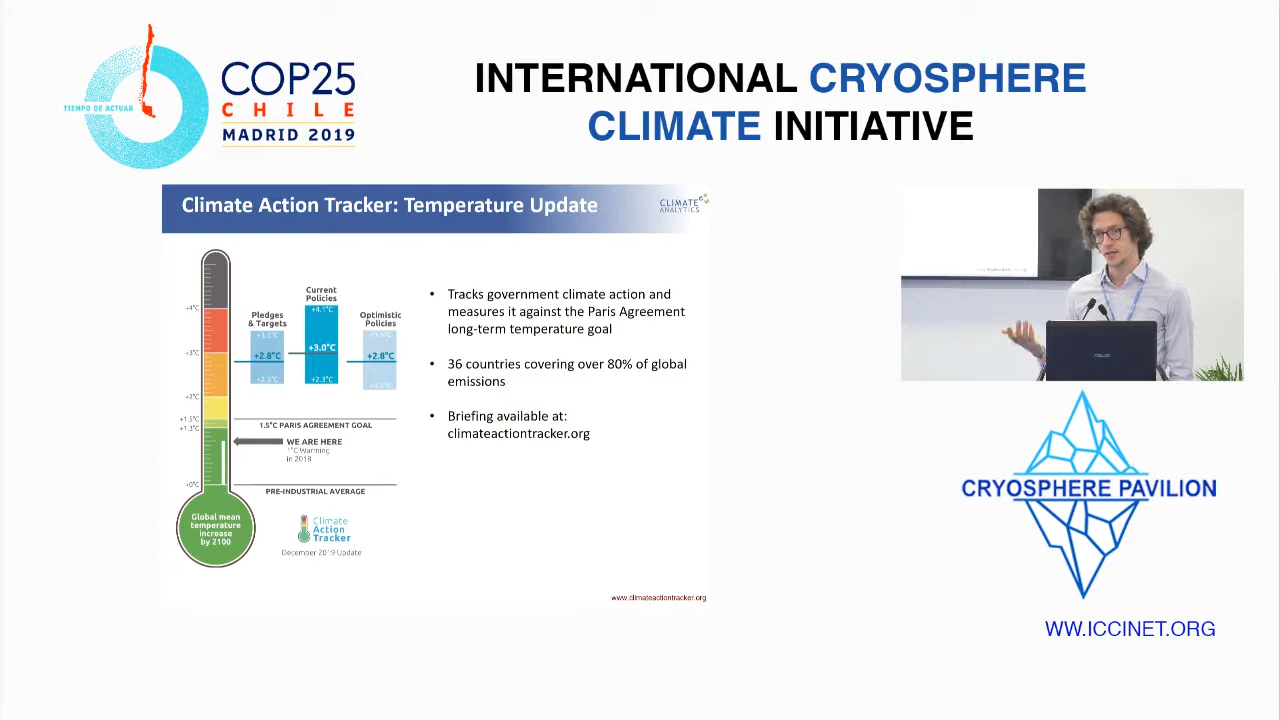 TIEMPO DE ACTUAR
COP25
CHILE
MADRID 2019
INTERNATIONAL CRYOSPHERE
CLIMATE INITIATIVE
Climate Action Tracker: Temperature Update
CLIMATE
ANALYTICS
+4°C
+3°C
+2°C
+1.5°C
+1.3°C
+0°C
Pledges
& Targets
+3.5°C
+2.8°C
+2.3°C
Current
Policies
+4.1°C
+3.0°C
+2.3°C
Optimistic
Policies
+2.8°C
1.5°C PARIS AGREEMENT GOAL
WE ARE HERE
1°C Warming
in 2018
PRE-INDUSTRIAL AVERAGE
Global mean
temperature
increase
by 2100
Climate
Action
Tracker
December 2019 Update
• Tracks government climate action and
measures it against the Paris Agreement
long-term temperature goal
• 36 countries covering over 80% of global
emissions
• Briefing available at:
climateactiontracker.org
www.climateactiontracker.org
ASUS
CRYOSPHERE PAVILION
WW.ICCINET.ORG